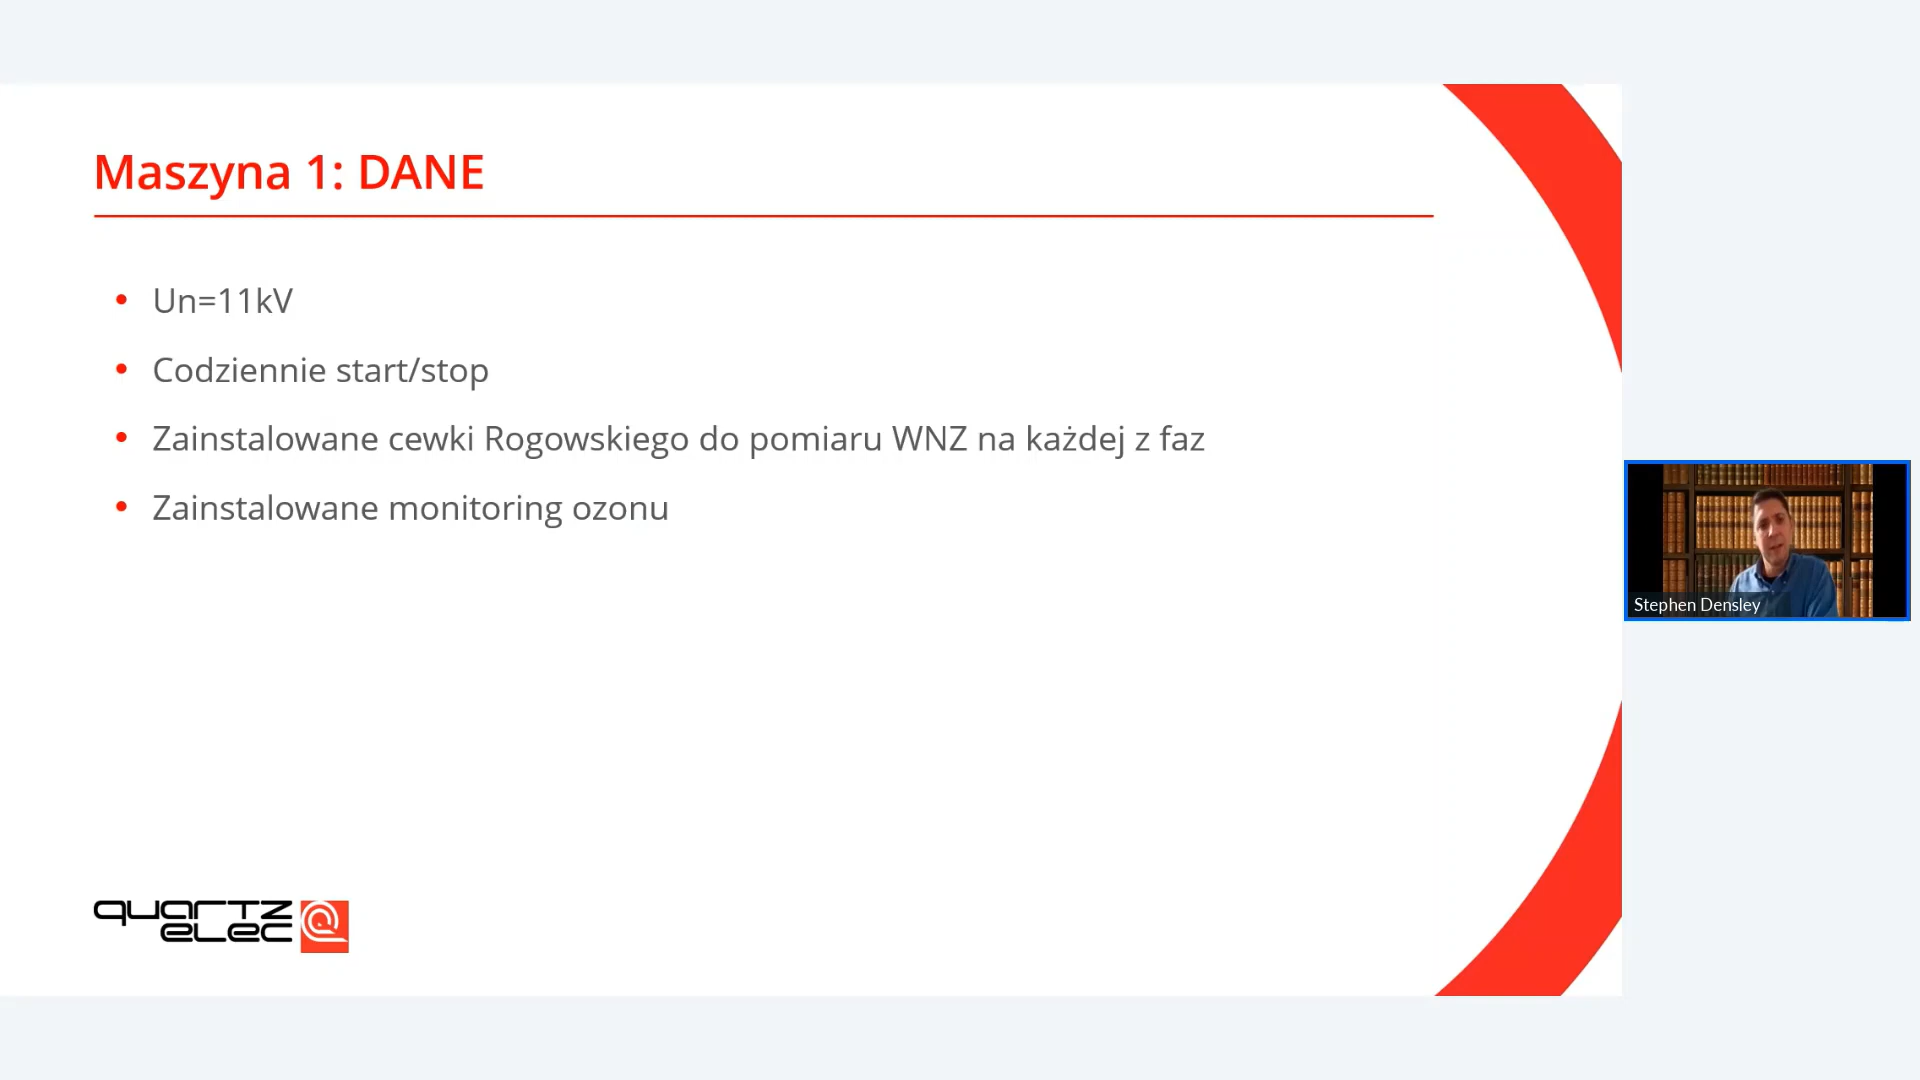 Maszyna 1: DANE
Un=11kV
Codziennie start/stop
Zainstalowane cewki Rogowskiego do pomiaru WNZ na każdej z faz
Zainstalowane monitoring ozonu
Stephen Densley
quartz
elec